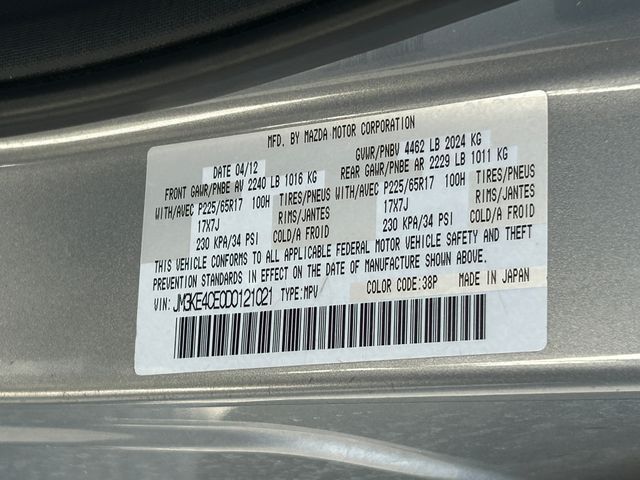 MFD. BY MAZDA MOTOR CORPORATION
DATE 04/12 GVWR/PNBV 4462 LB 2024 KG
FRONT GAWR/PNBE AV 2240 LB 1016 KG REAR GAWR/PNBE AR 2229 LB 1011 KG
WITH/AVEC P225/65R17 100H TIRES/PNEUS WITH/AVEC P225/65R17 100H TIRES/PNEUS
17X7J RIMS/JANTES 17X7J RIMS/JANTES
230 KPA/34 PSI COLD/A FROID 230 KPA/34 PSI COLD/A FROID
THIS VEHICLE CONFORMS TO ALL APPLICABLE FEDERAL MOTOR VEHICLE SAFETY AND THEFT
PREVENTION STANDARDS IN EFFECT ON THE DATE OF MANUFACTURE SHOWN ABOVE.
VIN: JM3KE4CE0D0121021 TYPE: MPV COLOR CODE: 38P MADE IN JAPAN